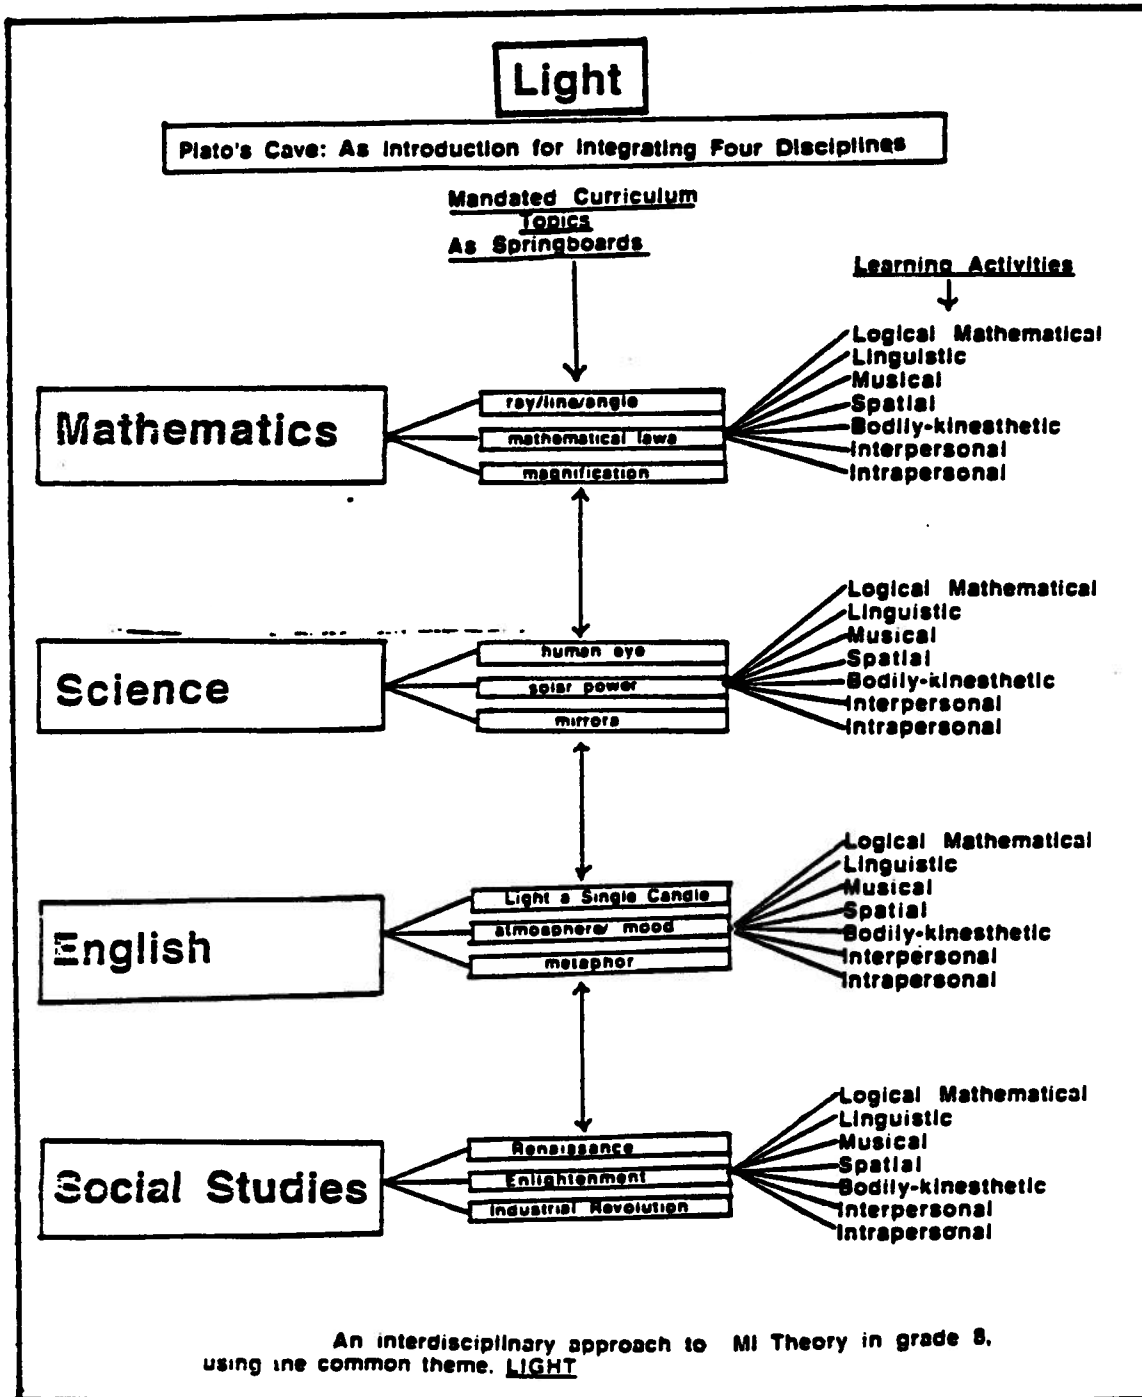 Light
Plato's Cave: As Introduction for Integrating Four Disciplines
Mandated Curriculum
Topics
As Springboards
Learning Activities
Mathematics
ray/line/angle
mathematical laws
magnification
Logical Mathematical
Linguistic
Musical
Spatial
Bodily-kinesthetic
Interpersonal
Intrapersonal
Science
human eye
solar power
mirrors
Logical Mathematical
Linguistic
Musical
Spatial
Bodily-kinesthetic
Interpersonal
Intrapersonal
English
Light a Single Candle
atmosphere/ mood
metaphor
Logical Mathematical
Linguistic
Musical
Spatial
Bodily-kinesthetic
Interpersonal
Intrapersonal
Social Studies
Renaissance
Enlightenment
Industrial Revolution
Logical Mathematical
Linguistic
Musical
Spatial
Bodily-kinesthetic
Interpersonal
Intrapersonal
An interdisciplinary approach to MI Theory in grade 8,
using the common theme. LIGHT